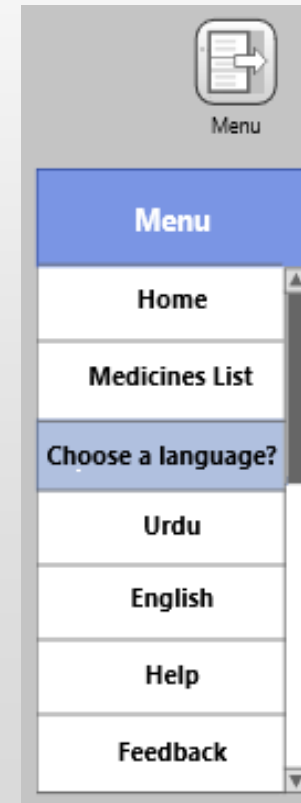 Menu
Menu
Home
Medicines List
Choose a language?
Urdu
English
Help
Feedback